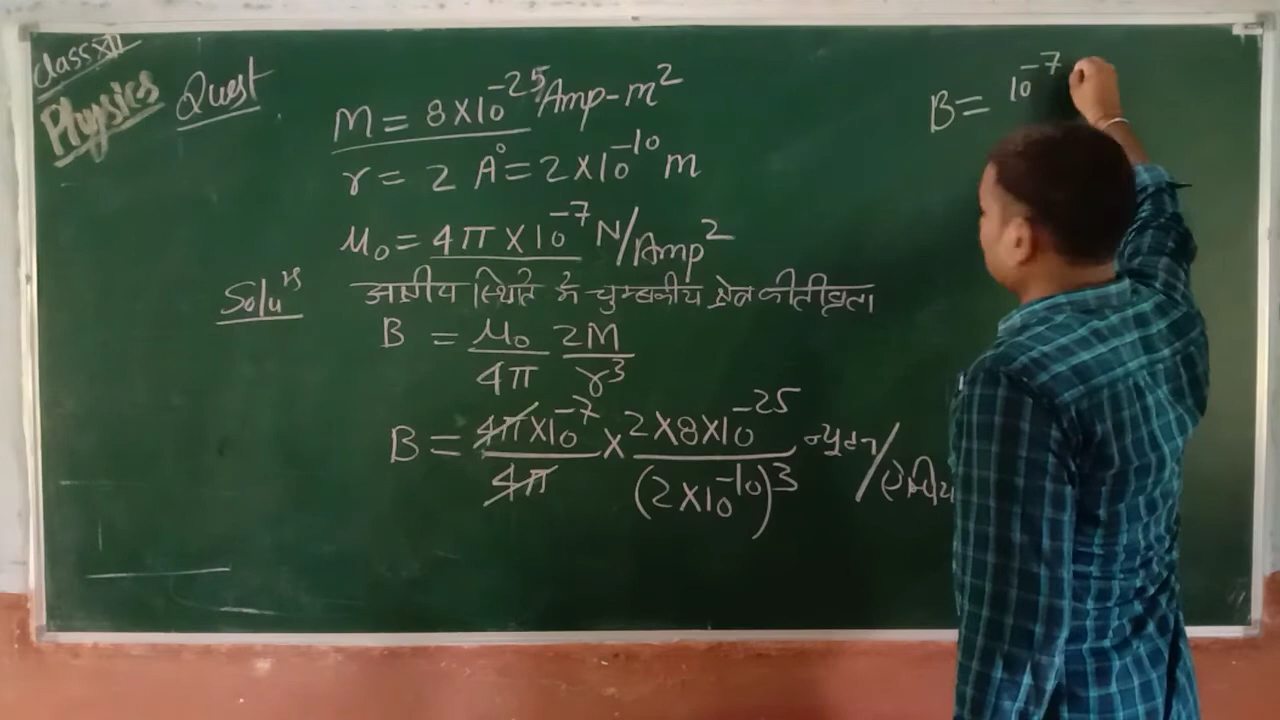 Class XII
Physics Quest
M = 8×10⁻²⁵ Amp-m²
r = 2 A° = 2×10⁻¹⁰ m
μ₀ = 4π×10⁻⁷ N/Amp²
Soluⁿ अक्षीय स्थिति में चुम्बकीय क्षेत्र की तीव्रता
B = μ₀/4π 2M/r³
B = 4π×10⁻⁷/4π × 2×8×10⁻²⁵/(2×10⁻¹⁰)³ न्यूटन/
B = 10⁻⁷